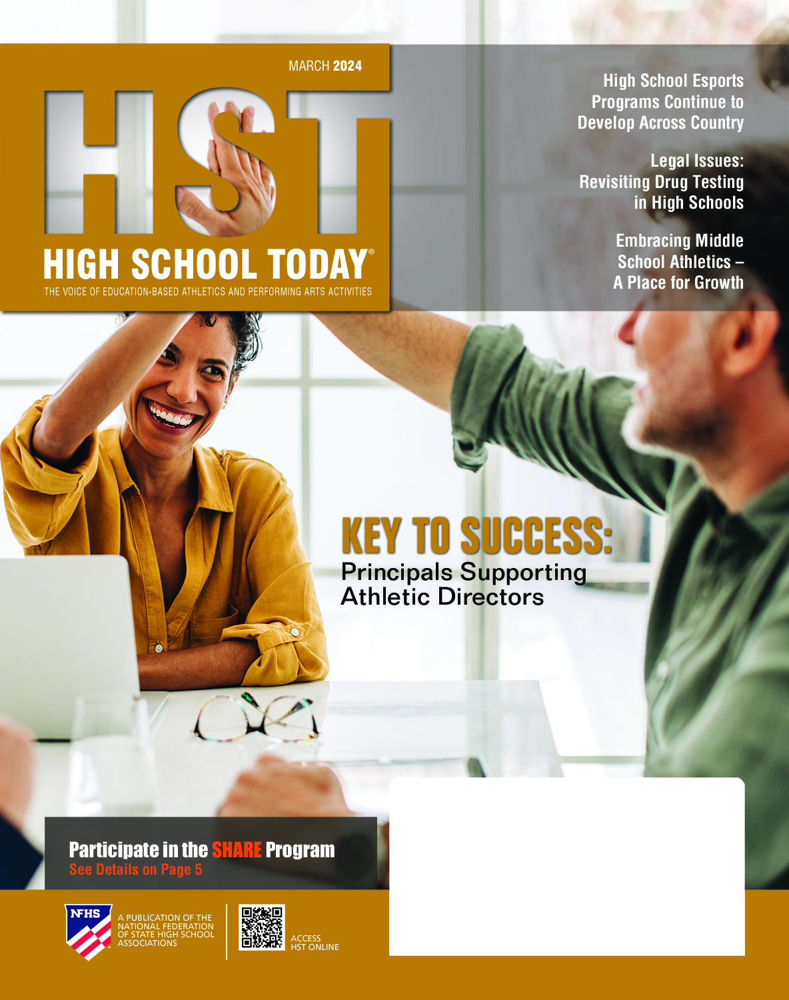 MARCH 2024
HST
HIGH SCHOOL TODAY®
THE VOICE OF EDUCATION-BASED ATHLETICS AND PERFORMING ARTS ACTIVITIES
High School Esports
Programs Continue to
Develop Across Country
Legal Issues:
Revisiting Drug Testing
in High Schools
Embracing Middle
School Athletics –
A Place for Growth
KEY TO SUCCESS:
Principals Supporting
Athletic Directors
Participate in the SHARE Program
See Details on Page 5
NFHS
A PUBLICATION OF THE
NATIONAL FEDERATION
OF STATE HIGH SCHOOL
ASSOCIATIONS
ACCESS
HST ONLINE